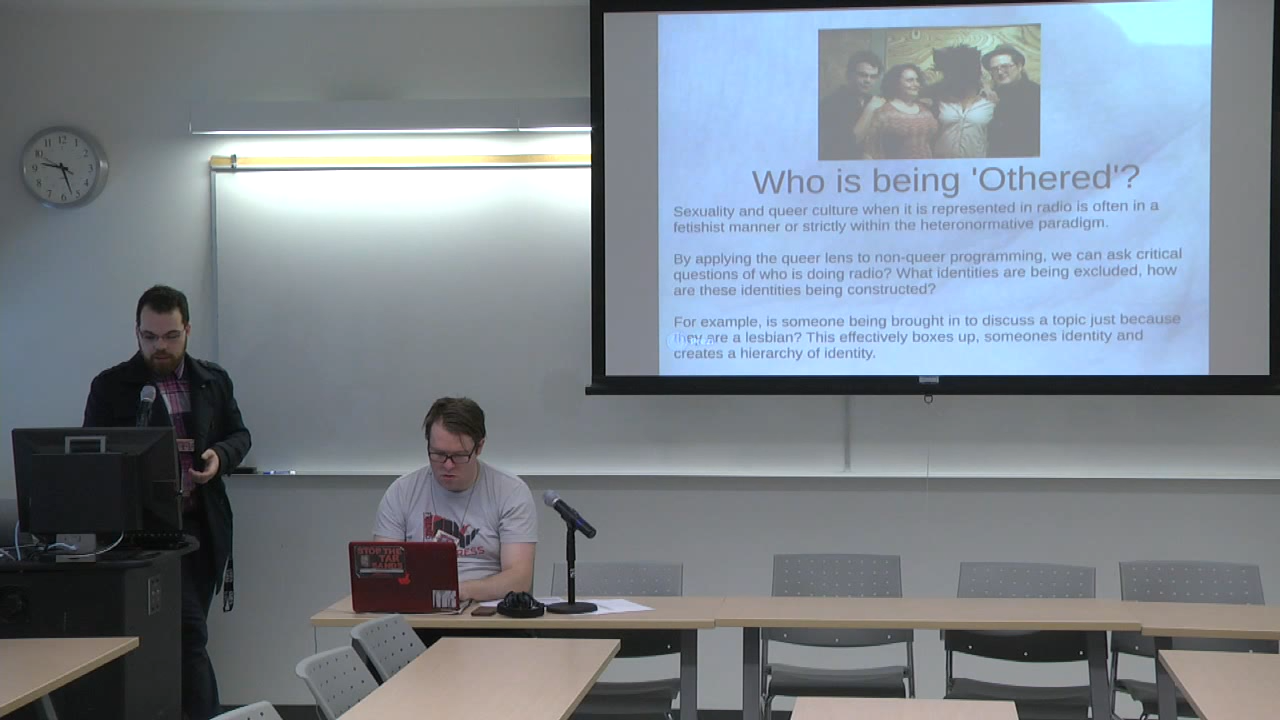 Who is being 'Othered'?
Sexuality and queer culture when it is represented in radio is often in a
fetishist manner or strictly within the heteronormative paradigm.
By applying the queer lens to non-queer programming, we can ask critical
questions of who is doing radio? What identities are being excluded, how
are these identities being constructed?
For example, is someone being brought in to discuss a topic just because
they are a lesbian? This effectively boxes up, someones identity and
creates a hierarchy of identity.
12
STOP THE
TAR
SANDS